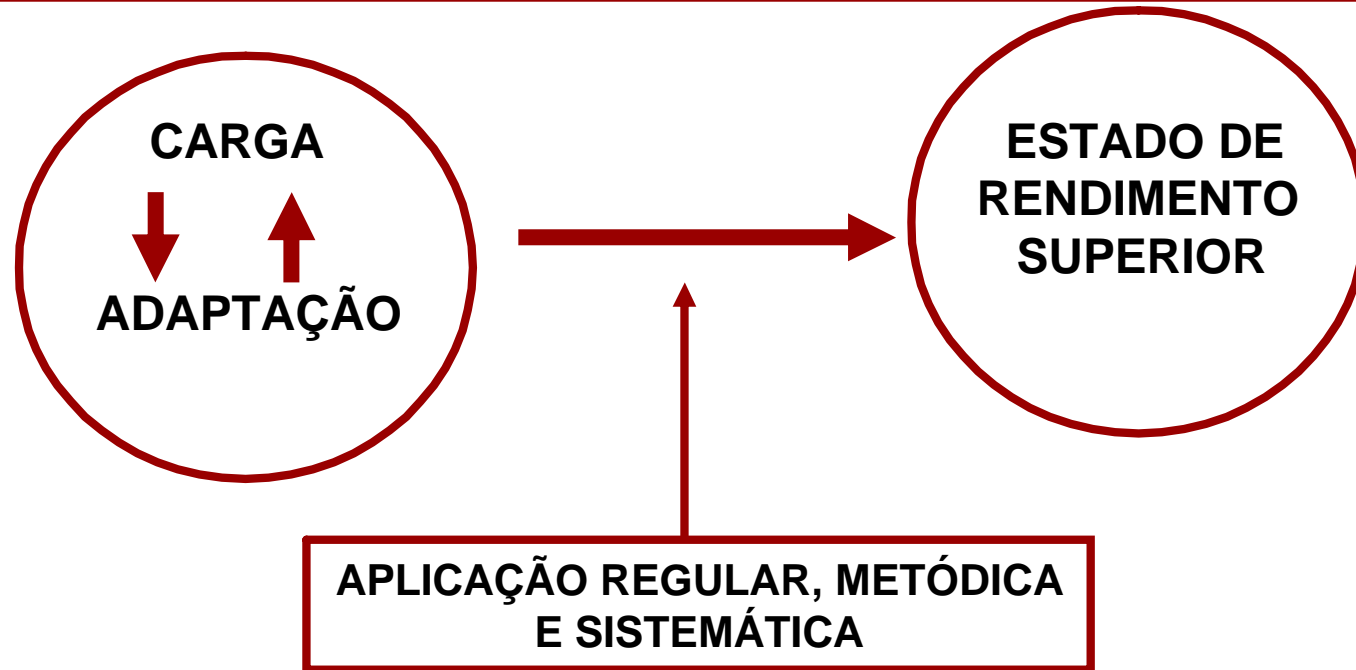 CARGA
ADAPTAÇÃO
ESTADO DE
RENDIMENTO
SUPERIOR
APLICAÇÃO REGULAR, METÓDICA
E SISTEMÁTICA